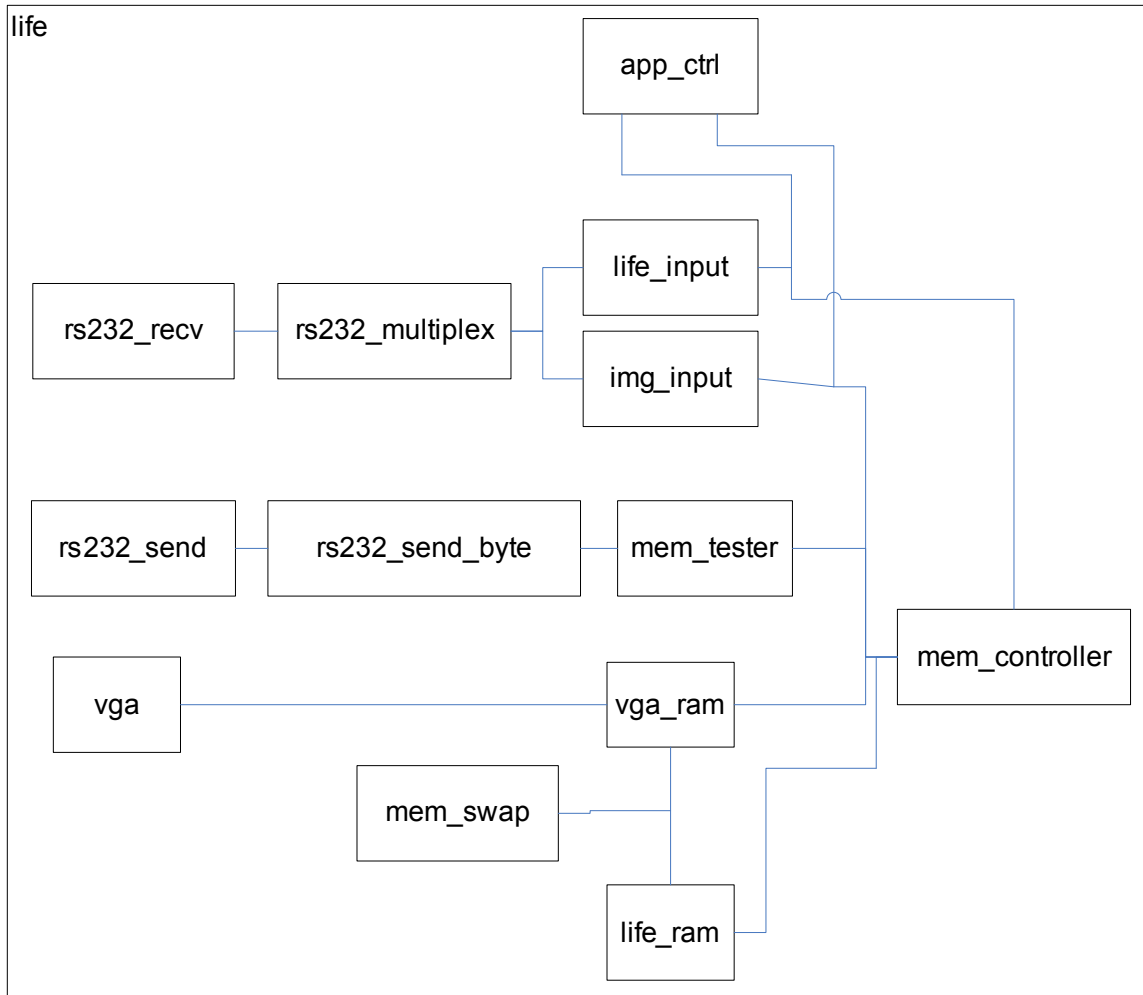 life
app_ctrl
life_input
rs232_recv
rs232_multiplex
img_input
rs232_send
rs232_send_byte
mem_tester
mem_controller
vga
vga_ram
mem_swap
life_ram